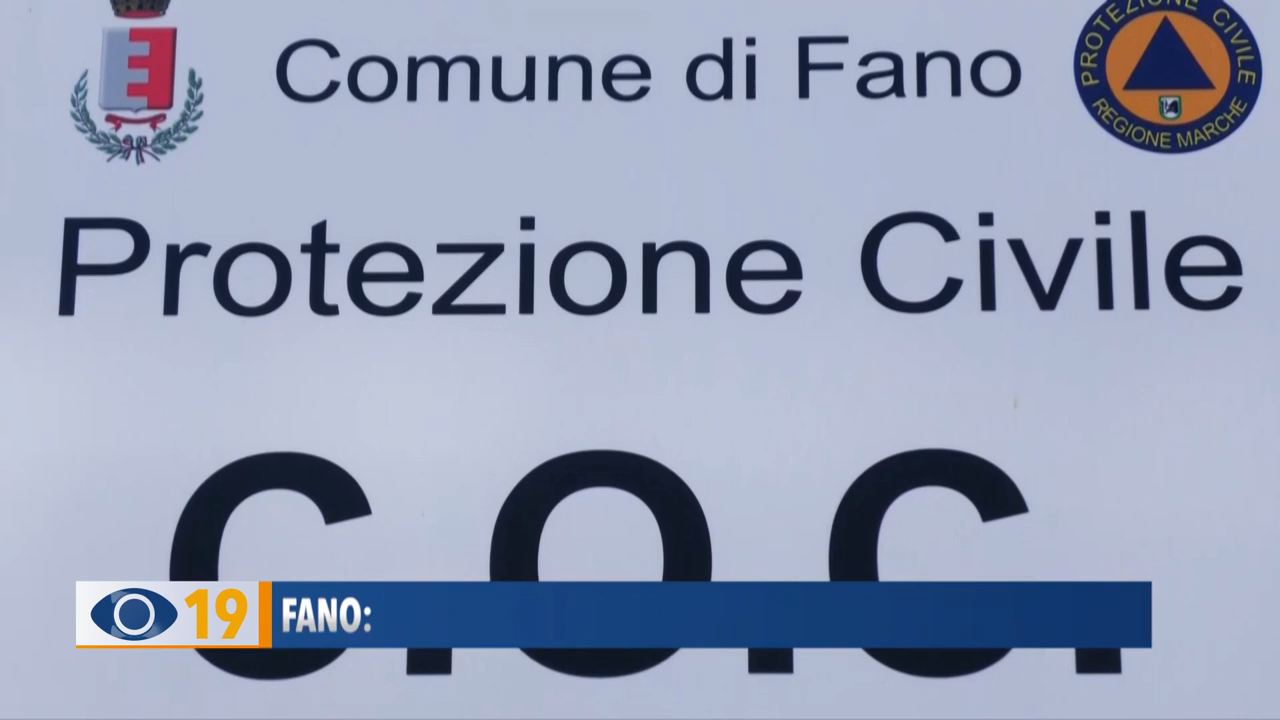 Comune di Fano
PROTEZIONE CIVILE
REGIONE MARCHE
Protezione Civile
C.O.C.
19 FANO: